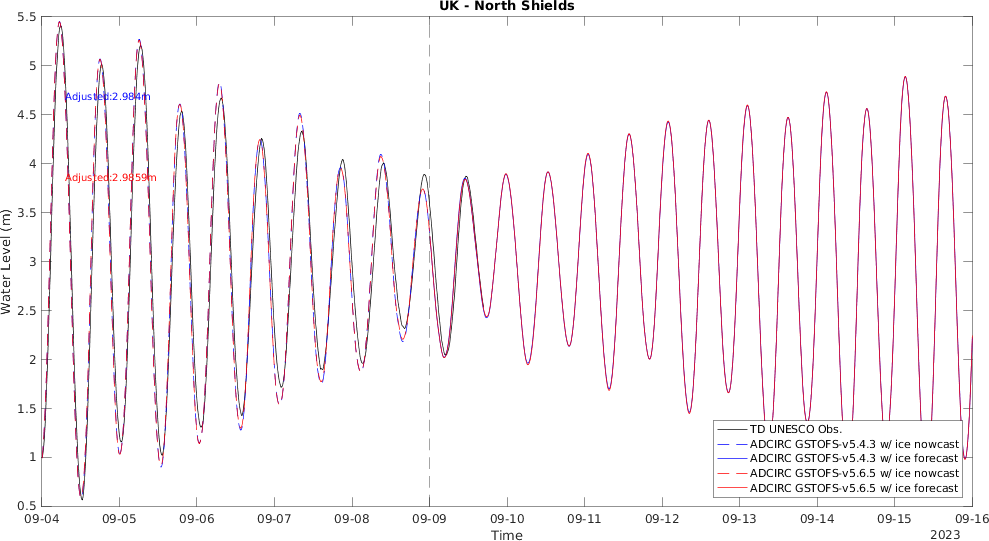 UK - North Shields
5.5
5
4.5
4
3.5
3
2.5
2
1.5
1
0.5
Water Level (m)
Adjusted:2.984m
Adjusted:2.9859m
TD UNESCO Obs.
ADCIRC GSTOFS-v5.4.3 w/ ice nowcast
ADCIRC GSTOFS-v5.4.3 w/ ice forecast
ADCIRC GSTOFS-v5.6.5 w/ ice nowcast
ADCIRC GSTOFS-v5.6.5 w/ ice forecast
09-04 09-05 09-06 09-07 09-08 09-09 09-10 09-11 09-12 09-13 09-14 09-15 09-16
Time
2023